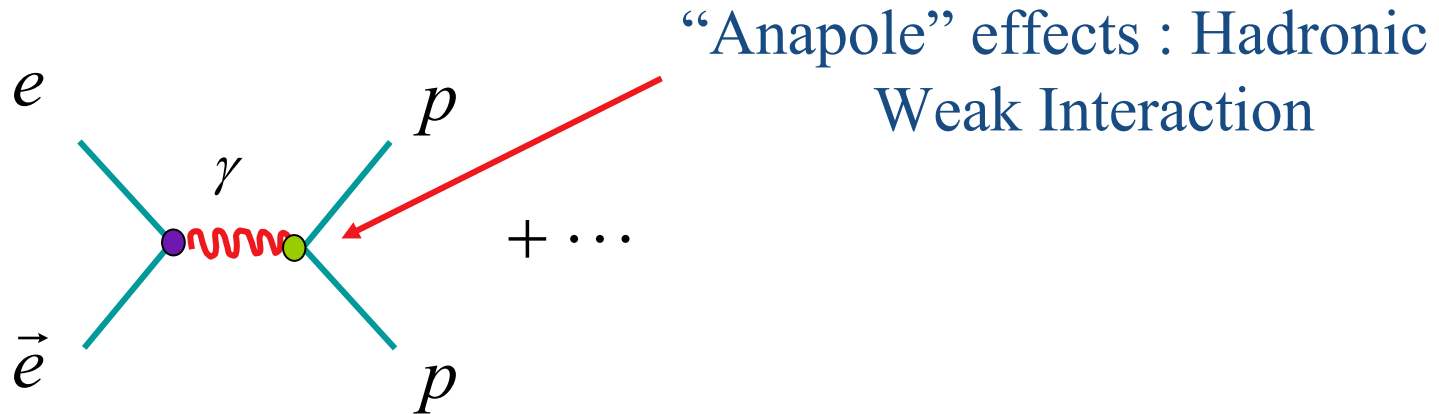 “Anapole” effects : Hadronic
Weak Interaction
e
p
γ
+ ···
e⃗
p